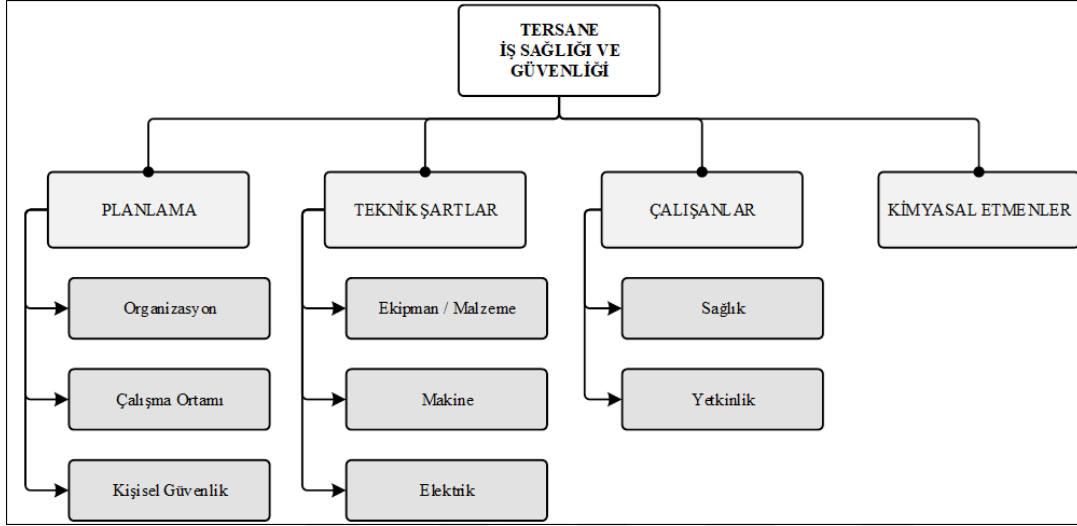 TERSANE
İŞ SAĞLIĞI VE
GÜVENLİĞİ
PLANLAMA
TEKNİK ŞARTLAR
ÇALIŞANLAR
KİMYASAL ETMENLER
Organizasyon
Ekipman / Malzeme
Sağlık
Çalışma Ortamı
Makine
Yetkinlik
Kişisel Güvenlik
Elektrik